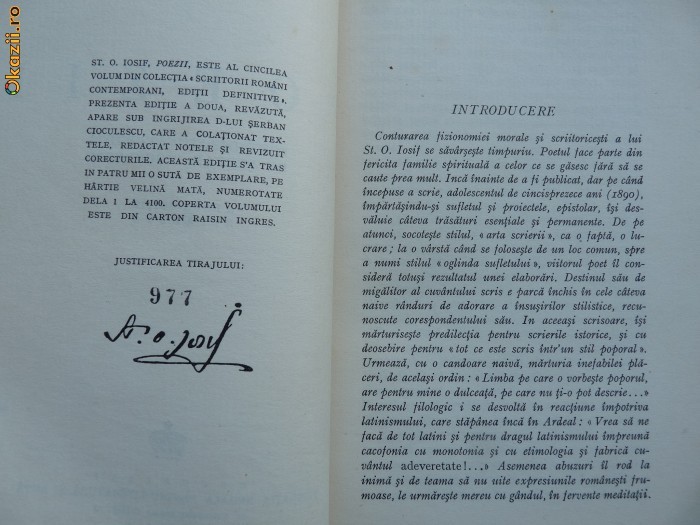 Okazii.ro
ST. O. IOSIF, POEZII, ESTE AL CINCILEA
VOLUM DIN COLECȚIA « SCRIITORII ROMÂNI
CONTEMPORANI, EDIȚII DEFINITIVE ».
PREZENTA EDIȚIE A DOUA, REVĂZUTĂ,
APARE SUB INGRIJIREA D-LUI ȘERBAN
CIOCULESCU, CARE A COLAȚIONAT TEX-
TELE, REDACTAT NOTELE ȘI REVIZUIT
CORECTURILE. ACEASTĂ EDIȚIE S'A TRAS
IN PATRU MII O SUTĂ DE EXEMPLARE, PE
HÂRTIE VELINĂ MATĂ, NUMEROTATE
DELA 1 LA 4100. COPERTA VOLUMULUI
ESTE DIN CARTON RAISIN INGRES.
JUSTIFICAREA TIRAJULUI:
977
St. O. Iosif
INTRODUCERE
Conturarea fizionomiei morale și scriitoricești a lui
St. O. Iosif se săvârșește timpuriu. Poetul face parte din
fericita familie spirituală a celor ce se găsesc fără să se
caute prea mult. Incă înainte de a fi publicat, dar pe când
începuse a scrie, adolescentul de cincisprezece ani (1890),
împărtășindu-și sufletul și proiectele, epistolar, își des-
văluie câteva trăsături esențiale și permanente. De pe
atunci, socotește stilul, « arta scrierii », ca o faptă, o lu-
crare ; la o vârstă când se folosește de un loc comun, spre
a numi stilul « oglinda sufletului », viitorul poet îl con-
sideră totuși rezultatul unei elaborări. Destinul său de
migălitor al cuvântului scris e parcă închis în cele câteva
naive rânduri de adorare a însușirilor stilistice, recu-
noscute corespondentului său. In aceeași scrisoare, își
mărturisește predilecția pentru scrierile istorice, și cu
deosebire pentru « tot ce este scris într'un stil poporal ».
Urmează, cu o candoare naivă, mărturia inefabilei plă-
ceri, de același ordin : « Limba pe care o vorbește poporul,
are pentru mine o dulceață, pe care nu ți-o pot descrie...»
Interesul filologic i se desvoltă în reacțiune împotriva
latinismului, care stăpânea încă în Ardeal : « Vrea să ne
facă de tot latini și pentru dragul latinismului împreună
cacofonia cu monotonia și cu etimologia și fabrică cu-
vântul adeveretate !...» Asemenea abuzuri îl rod la
inimă și de teama să nu uite expresiunile românești fru-
moase, le urmărește mereu cu gândul, în fervente meditații.